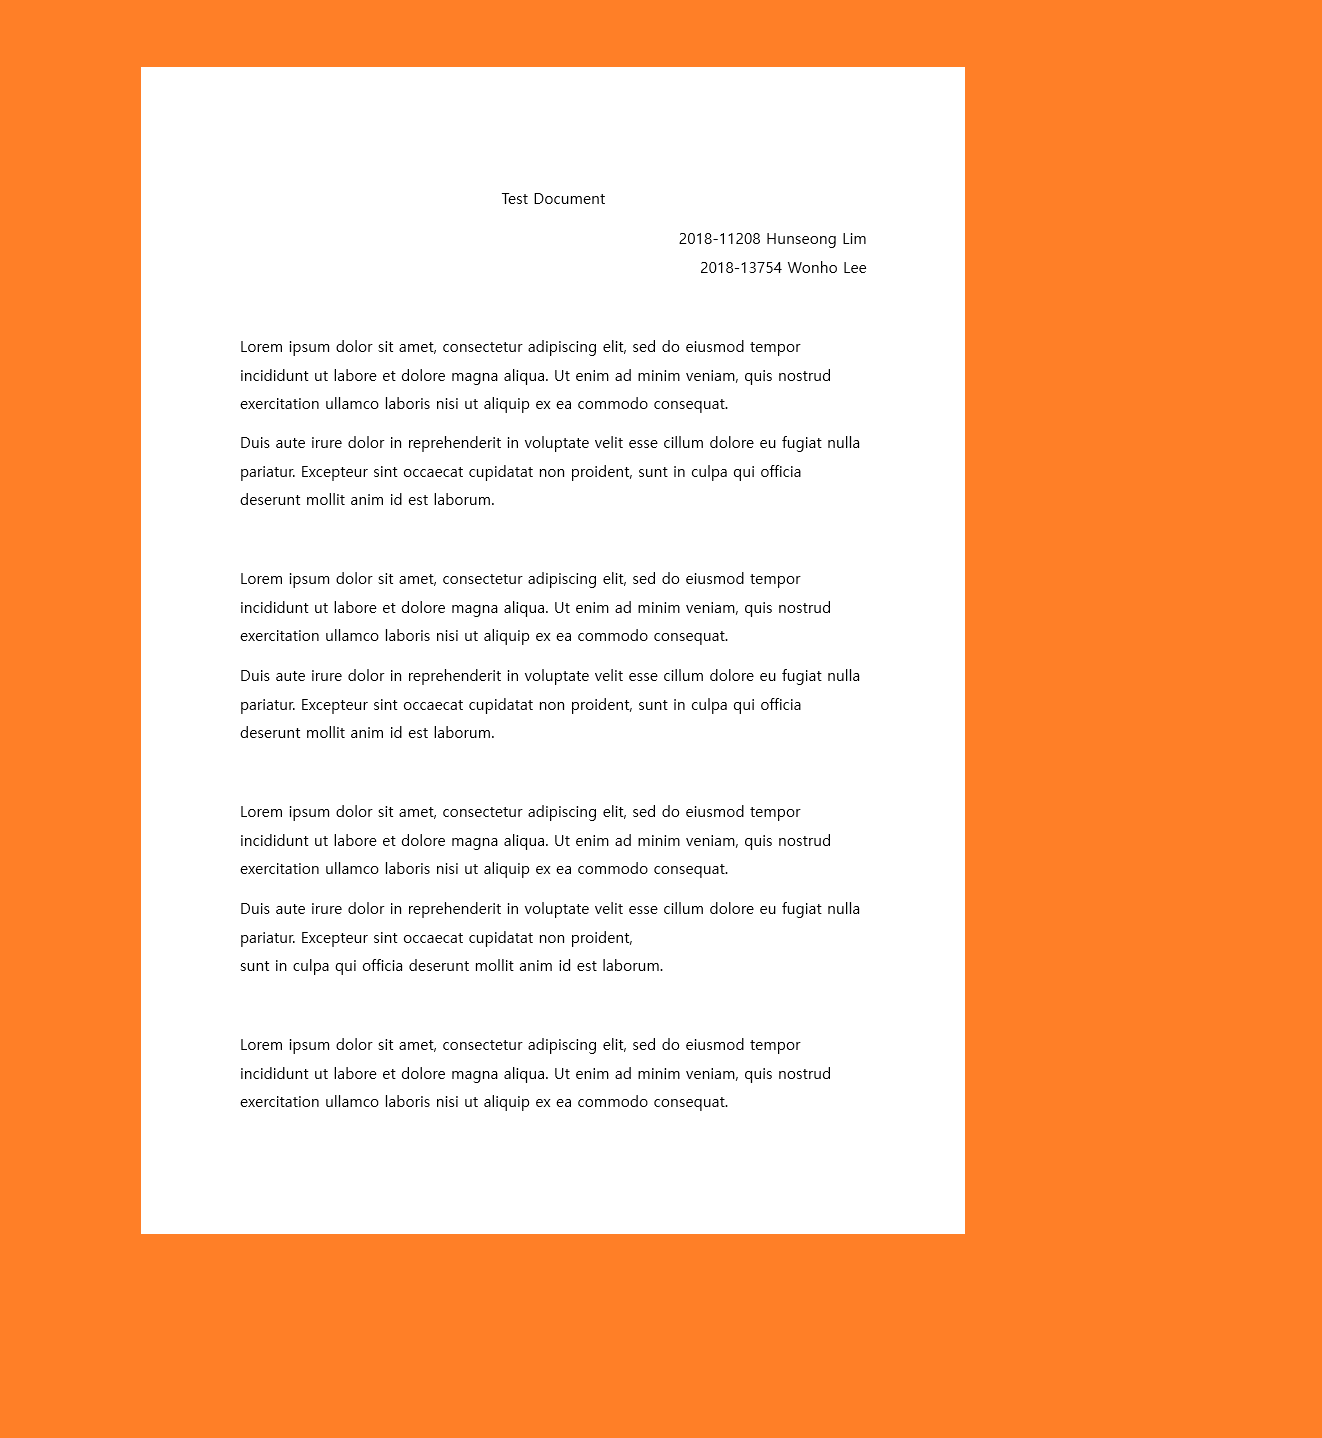 Test Document
2018-11208 Hunseong Lim
2018-13754 Wonho Lee
Lorem ipsum dolor sit amet, consectetur adipiscing elit, sed do eiusmod tempor
incididunt ut labore et dolore magna aliqua. Ut enim ad minim veniam, quis nostrud
exercitation ullamco laboris nisi ut aliquip ex ea commodo consequat.
Duis aute irure dolor in reprehenderit in voluptate velit esse cillum dolore eu fugiat nulla
pariatur. Excepteur sint occaecat cupidatat non proident, sunt in culpa qui officia
deserunt mollit anim id est laborum.
Lorem ipsum dolor sit amet, consectetur adipiscing elit, sed do eiusmod tempor
incididunt ut labore et dolore magna aliqua. Ut enim ad minim veniam, quis nostrud
exercitation ullamco laboris nisi ut aliquip ex ea commodo consequat.
Duis aute irure dolor in reprehenderit in voluptate velit esse cillum dolore eu fugiat nulla
pariatur. Excepteur sint occaecat cupidatat non proident, sunt in culpa qui officia
deserunt mollit anim id est laborum.
Lorem ipsum dolor sit amet, consectetur adipiscing elit, sed do eiusmod tempor
incididunt ut labore et dolore magna aliqua. Ut enim ad minim veniam, quis nostrud
exercitation ullamco laboris nisi ut aliquip ex ea commodo consequat.
Duis aute irure dolor in reprehenderit in voluptate velit esse cillum dolore eu fugiat nulla
pariatur. Excepteur sint occaecat cupidatat non proident,
sunt in culpa qui officia deserunt mollit anim id est laborum.
Lorem ipsum dolor sit amet, consectetur adipiscing elit, sed do eiusmod tempor
incididunt ut labore et dolore magna aliqua. Ut enim ad minim veniam, quis nostrud
exercitation ullamco laboris nisi ut aliquip ex ea commodo consequat.